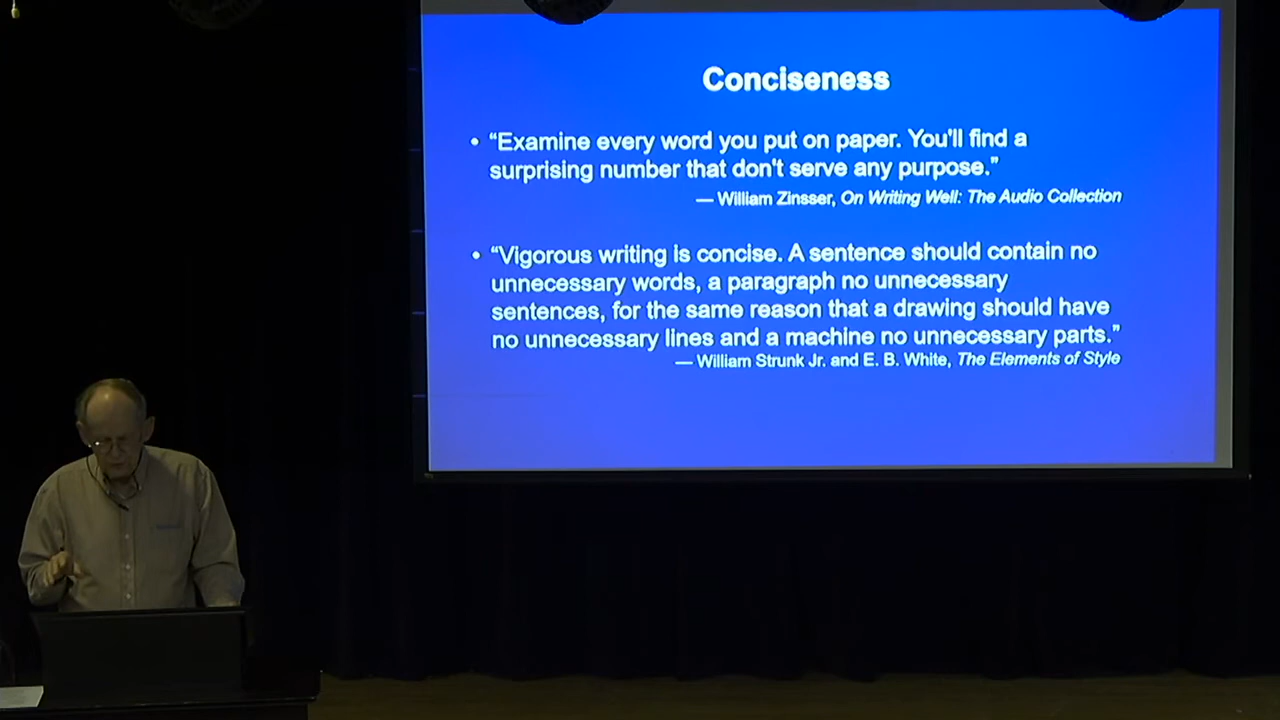 Conciseness
• “Examine every word you put on paper. You'll find a
surprising number that don't serve any purpose.”
— William Zinsser, On Writing Well: The Audio Collection
• “Vigorous writing is concise. A sentence should contain no
unnecessary words, a paragraph no unnecessary
sentences, for the same reason that a drawing should have
no unnecessary lines and a machine no unnecessary parts.”
— William Strunk Jr. and E. B. White, The Elements of Style